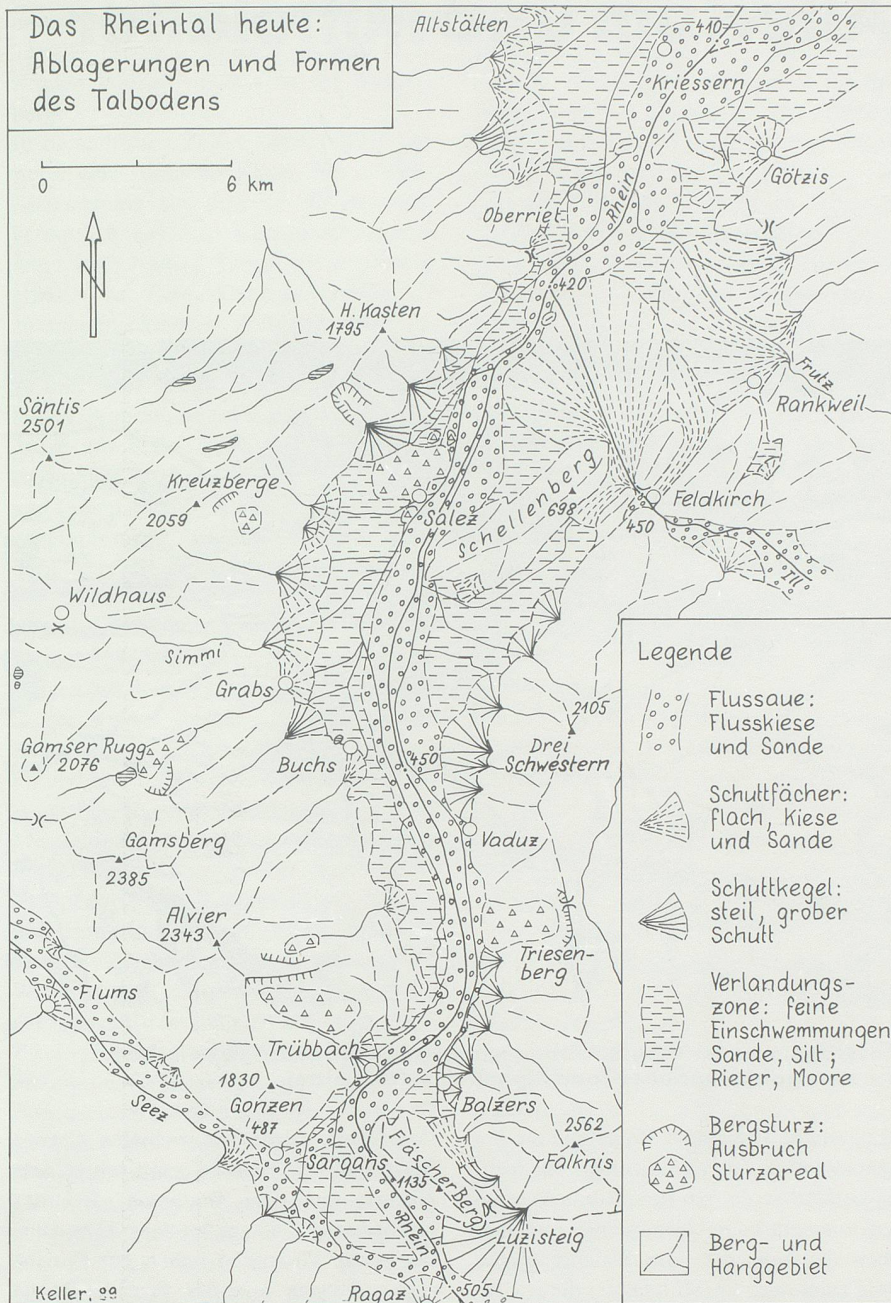 Das Rheintal heute:
Ablagerungen und Formen
des Talbodens
0 6 km
N
Altstätten
410
Kriessern
Götzis
Oberriet
Rhein
420
H. Kasten
1795
Säntis
2501
Frutz
Rankweil
Kreuzberge
2059
Salez
Schellenberg
698
Feldkirch
450
Ill
Wildhaus
Simmi
Grabs
2105
Drei
Schwestern
Gamser Rugg
2076
Buchs
450
Vaduz
Gamsberg
2385
Alvier
2343
Triesen-
berg
Flums
Trübbach
1830
Gonzen
487
Seez
Balzers
2562
Falknis
Sargans
Fläscher Berg
1135
Rhein
Luzisteig
Ragaz
505
Keller, 99
Legende
Flussaue:
Flusskiese
und Sande
Schuttfächer:
flach, Kiese
und Sande
Schuttkegel:
steil, grober
Schutt
Verlandungs-
zone: feine
Einschwemmungen
Sande, Silt;
Rieter, Moore
Bergsturz:
Ausbruch
Sturzareal
Berg- und
Hanggebiet